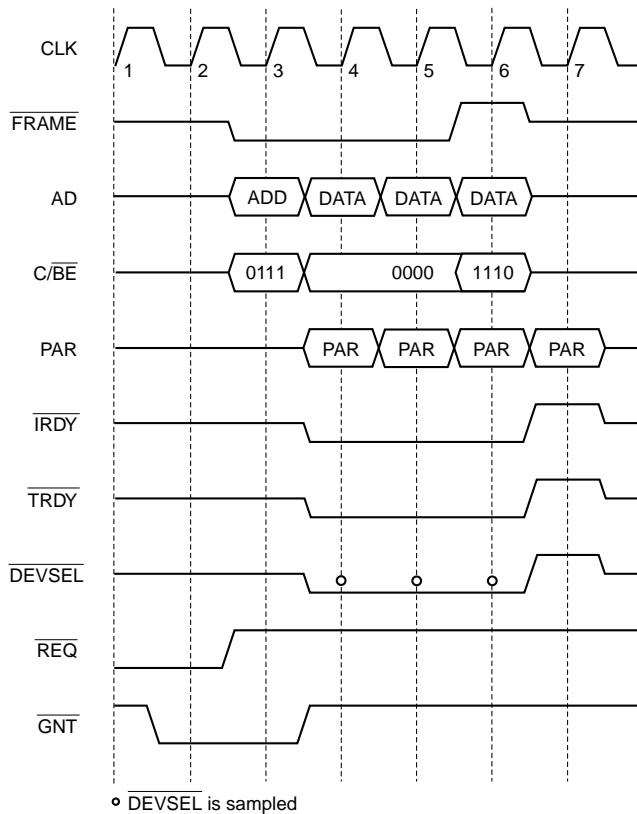 CLK
1 2 3 4 5 6 7
FRAME
AD ADD DATA DATA DATA
C/BE 0111 0000 1110
PAR PAR PAR PAR PAR
IRDY
TRDY
DEVSEL
REQ
GNT
DEVSEL is sampled